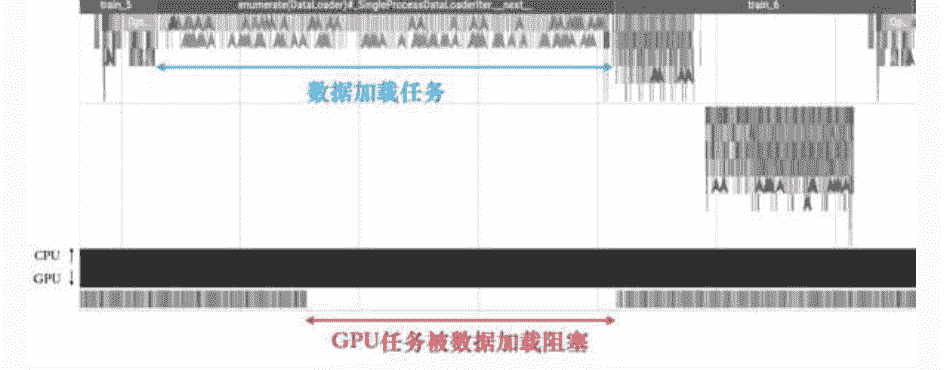 train_5 enumerate(DataLoader)#_SingleProcessDataLoaderIter.__next__ train_6
数据加载任务
CPU ↑
GPU ↓
GPU任务被数据加载阻塞